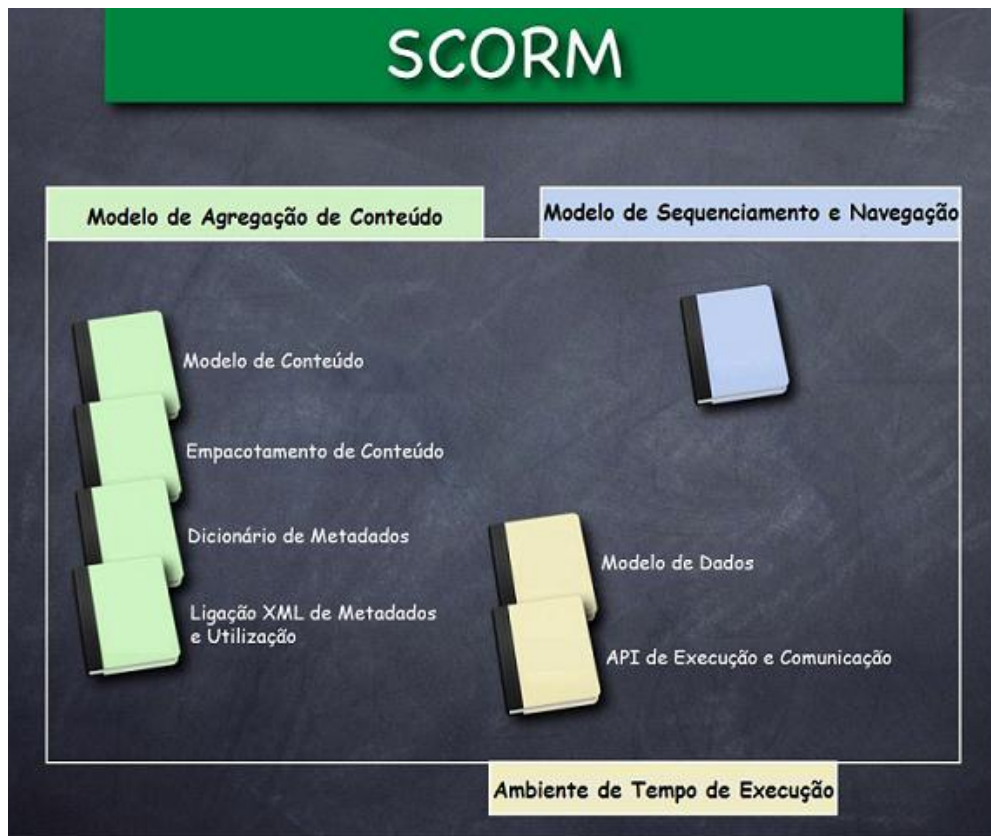 SCORM
Modelo de Agregação de Conteúdo
Modelo de Sequenciamento e Navegação
Modelo de Conteúdo
Empacotamento de Conteúdo
Dicionário de Metadados
Ligação XML de Metadados
e Utilização
Modelo de Dados
API de Execução e Comunicação
Ambiente de Tempo de Execução